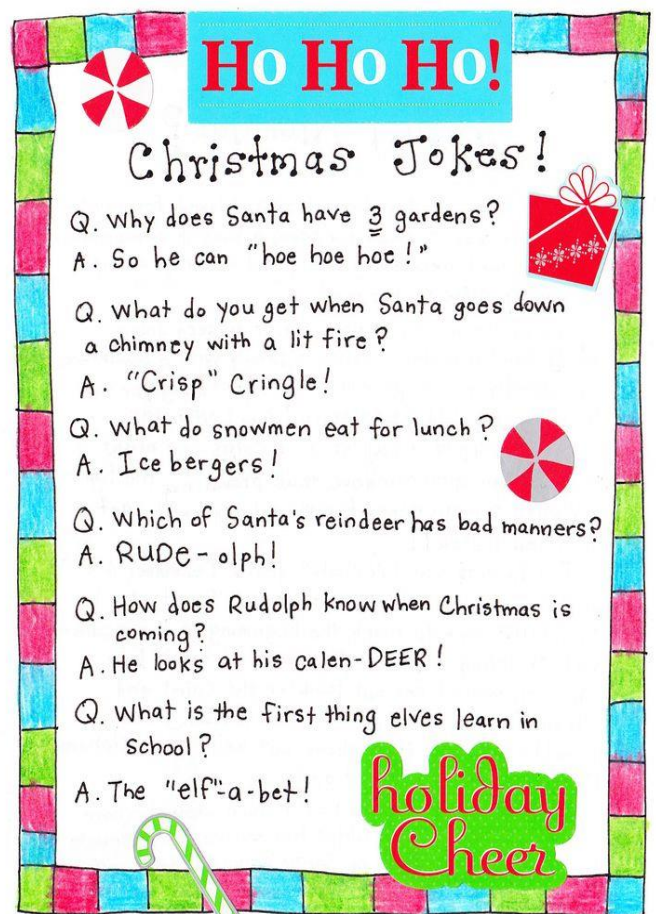 Ho Ho Ho!
Christmas Jokes!
Q. Why does Santa have 3 gardens?
A. So he can "hoe hoe hoe!"
Q. What do you get when Santa goes down
a chimney with a lit fire?
A. "Crisp" Cringle!
Q. What do snowmen eat for lunch?
A. Ice bergers!
Q. Which of Santa's reindeer has bad manners?
A. RUDe-olph!
Q. How does Rudolph know when Christmas is
coming?
A. He looks at his calen-DEER!
Q. What is the first thing elves learn in
school?
A. The "elf"-a-bet!
holiday
Cheer